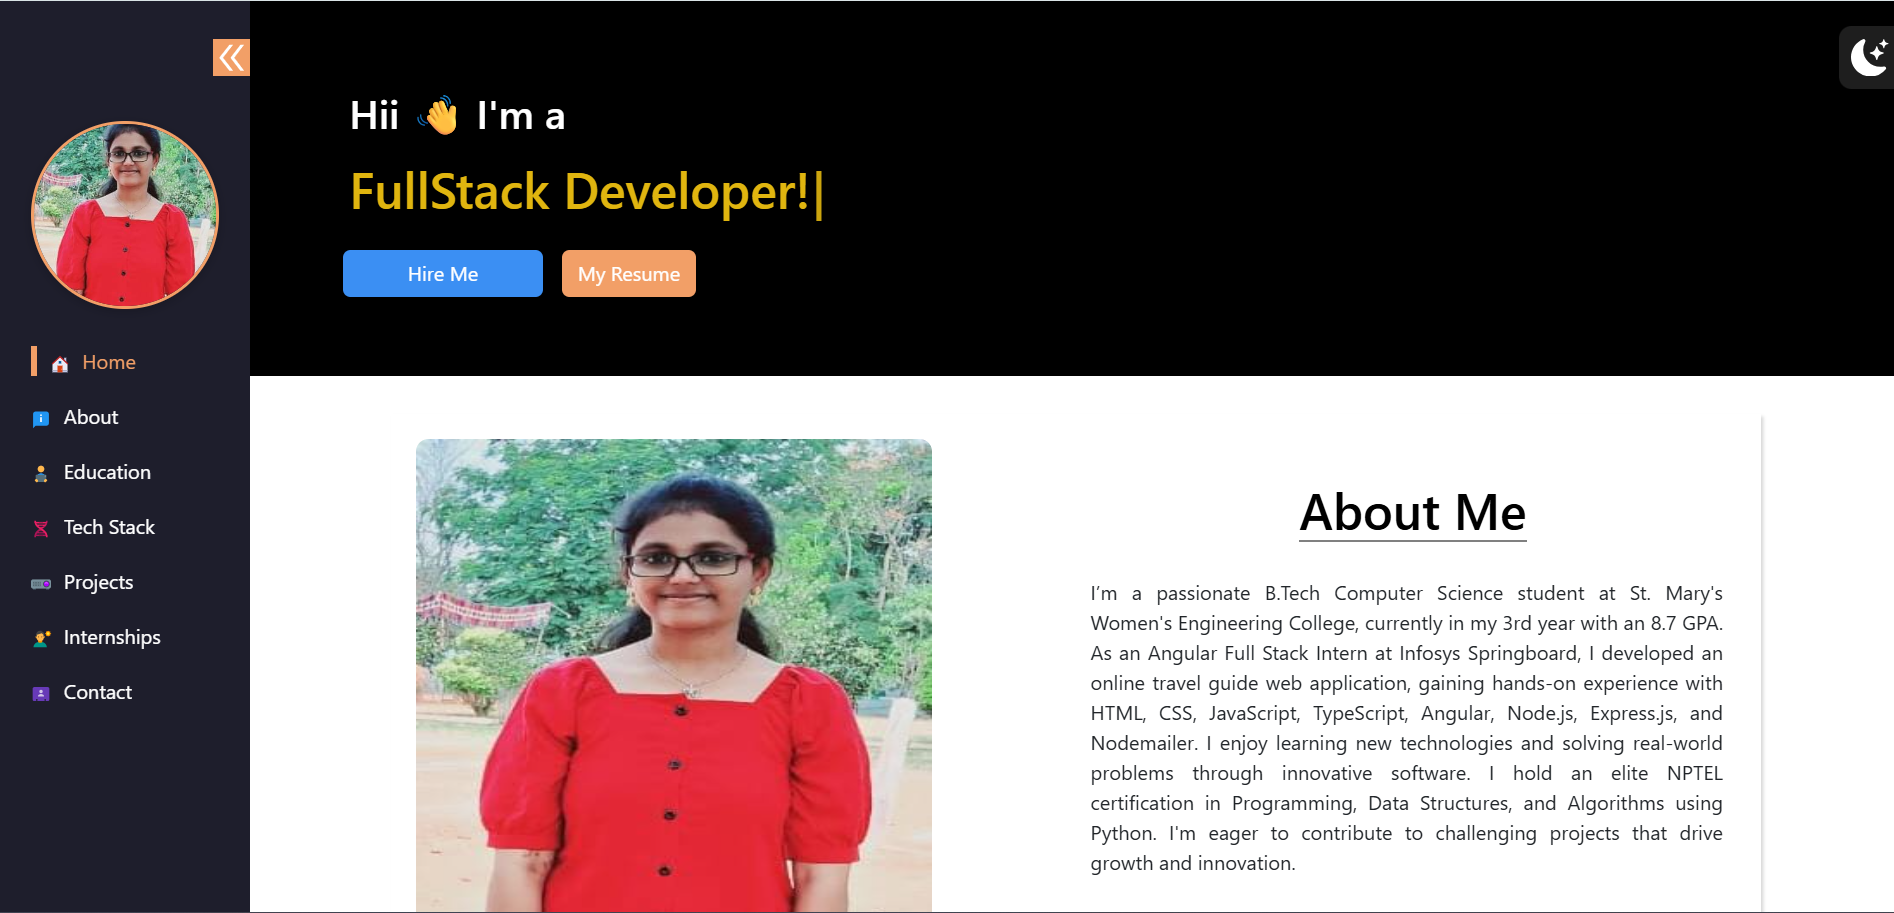 Hii 👋 I'm a
FullStack Developer!|
Hire Me
My Resume
Home
About
Education
Tech Stack
Projects
Internships
Contact
About Me
I’m a passionate B.Tech Computer Science student at St. Mary's
Women's Engineering College, currently in my 3rd year with an 8.7 GPA.
As an Angular Full Stack Intern at Infosys Springboard, I developed an
online travel guide web application, gaining hands-on experience with
HTML, CSS, JavaScript, TypeScript, Angular, Node.js, Express.js, and
Nodemailer. I enjoy learning new technologies and solving real-world
problems through innovative software. I hold an elite NPTEL
certification in Programming, Data Structures, and Algorithms using
Python. I'm eager to contribute to challenging projects that drive
growth and innovation.